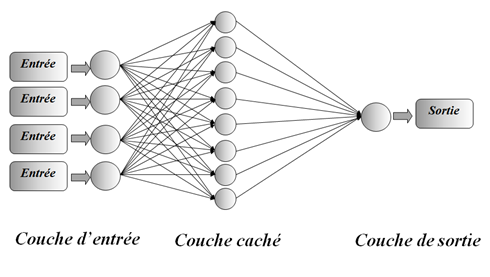 Entrée
Entrée
Entrée
Entrée
Sortie
Couche d'entrée
Couche caché
Couche de sortie